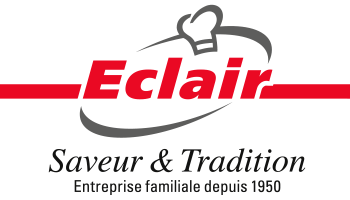 Eclair
Saveur & Tradition
Entreprise familiale depuis 1950